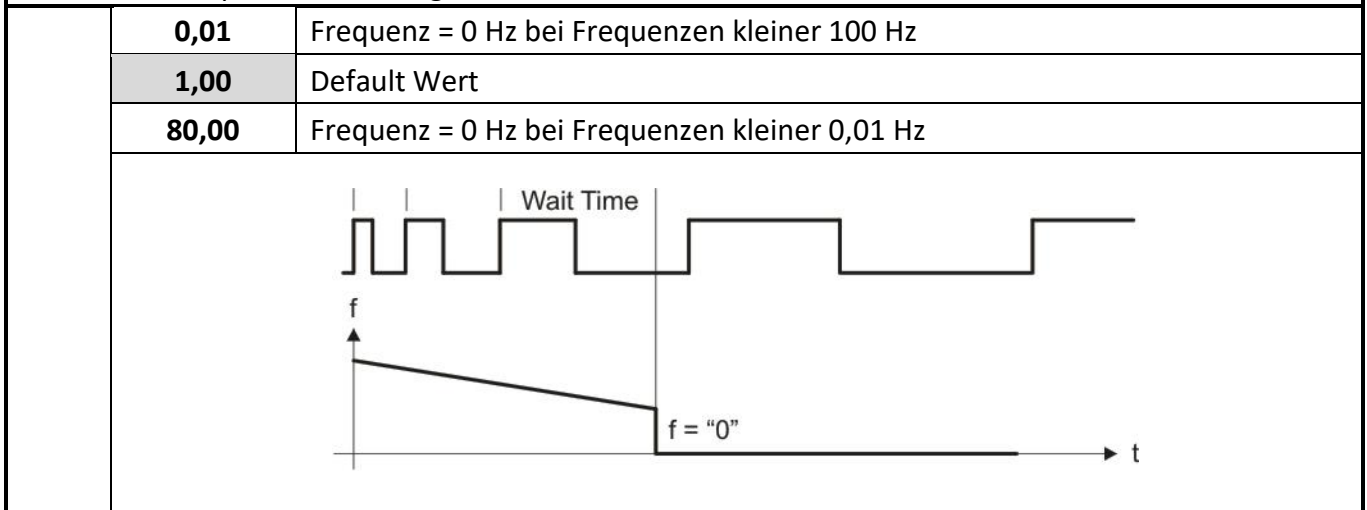 0,01 Frequenz = 0 Hz bei Frequenzen kleiner 100 Hz
1,00 Default Wert
80,00 Frequenz = 0 Hz bei Frequenzen kleiner 0,01 Hz
Wait Time
f
f = “0”
t